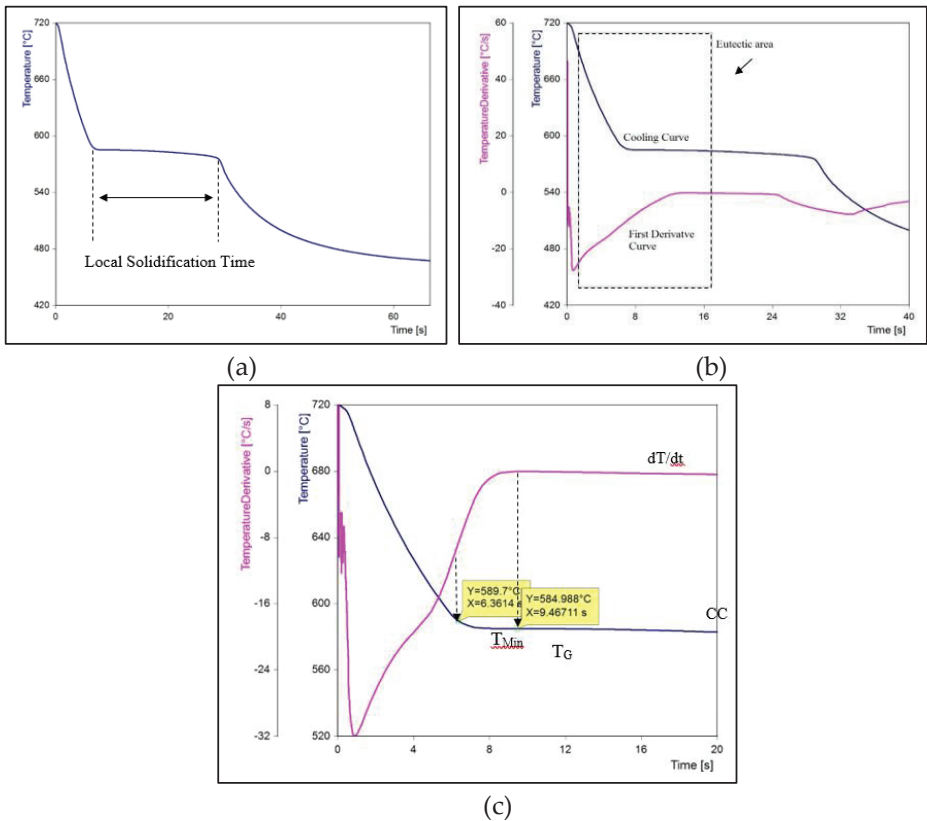 720
660
600
540
480
420
Temperature [°C]
0
20
40
60
Time [s]
Local Solidification Time
(a)
60
40
20
0
-20
-40
TemperatureDerivative [°C/s]
720
660
600
540
480
420
Temperature [°C]
Eutectic area
Cooling Curve
First Derivatve
Curve
0
8
16
24
32
40
Time [s]
(b)
8
0
-8
-16
-24
-32
TemperatureDerivative [°C/s]
720
680
640
600
560
520
Temperature [°C]
dT/dt
Y=589.7°C
X=6.3614 s
Y=584.988°C
X=9.46711 s
CC
TMin
TG
0
4
8
12
16
20
Time [s]
(c)